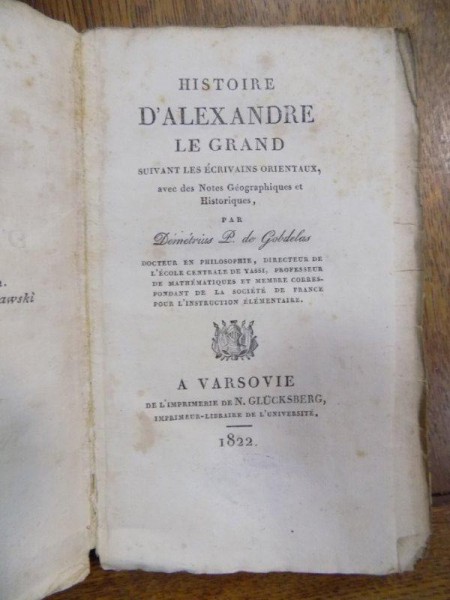 HISTOIRE
D'ALEXANDRE
LE GRAND
SUIVANT LES ÉCRIVAINS ORIENTAUX,
avec des Notes Géographiques et
Historiques,
PAR
Démétrius P. de Gobdelas
DOCTEUR EN PHILOSOPHIE, DIRECTEUR DE
L'ÉCOLE CENTRALE DE YASSI, PROFESSEUR
DE MATHÉMATIQUES ET MEMBRE CORRES-
PONDANT DE LA SOCIÉTÉ DE FRANCE
POUR L'INSTRUCTION ÉLÉMENTAIRE.
A VARSOVIE
DE L'IMPRIMERIE DE N. GLÜCKSBERG,
IMPRIMEUR-LIBRAIRE DE L'UNIVERSITÉ,
1822.